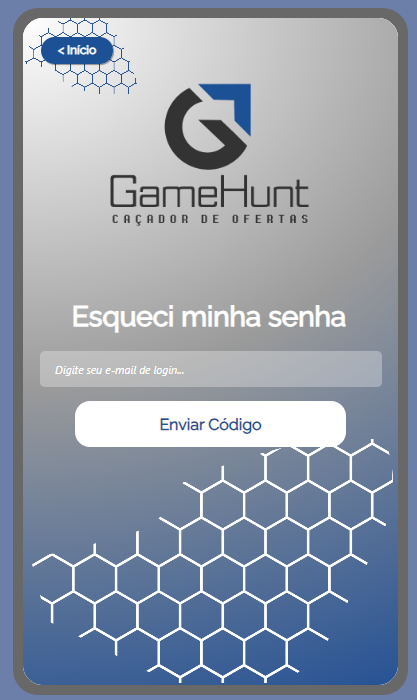 < Início
GameHunt
CAÇADOR DE OFERTAS
Esqueci minha senha
Digite seu e-mail de login...
Enviar Código